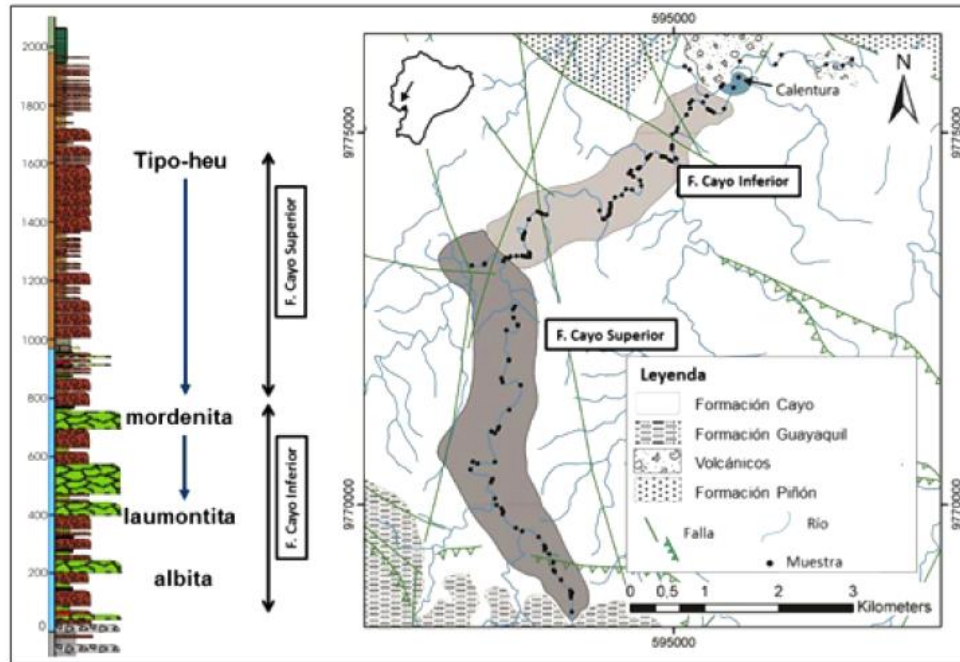 2000
1800
1600
1400
1200
1000
800
600
400
200
0
Tipo-heu
mordenita
laumontita
albita
F. Cayo Superior
F. Cayo Inferior
595000
9775000
9775000
9770000
9770000
N
Calentura
F. Cayo Inferior
F. Cayo Superior
Leyenda
Formación Cayo
Formación Guayaquil
Volcánicos
Formación Piñón
Falla
Río
Muestra
0 0,5 1 2 3
Kilometers
595000